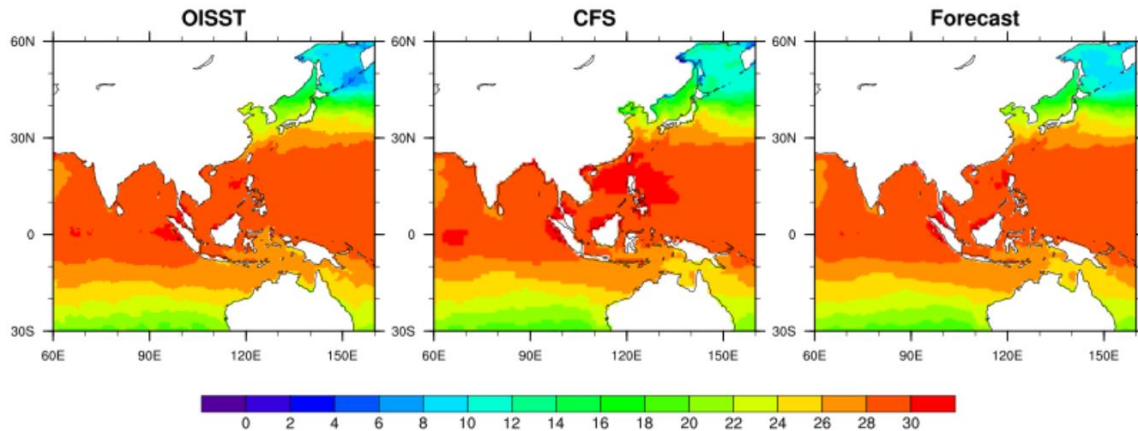 OISST CFS Forecast
60N 60N 60N
30N 30N 30N
0 0 0
30S 30S 30S
60E 90E 120E 150E 60E 90E 120E 150E 60E 90E 120E 150E
0 2 4 6 8 10 12 14 16 18 20 22 24 26 28 30